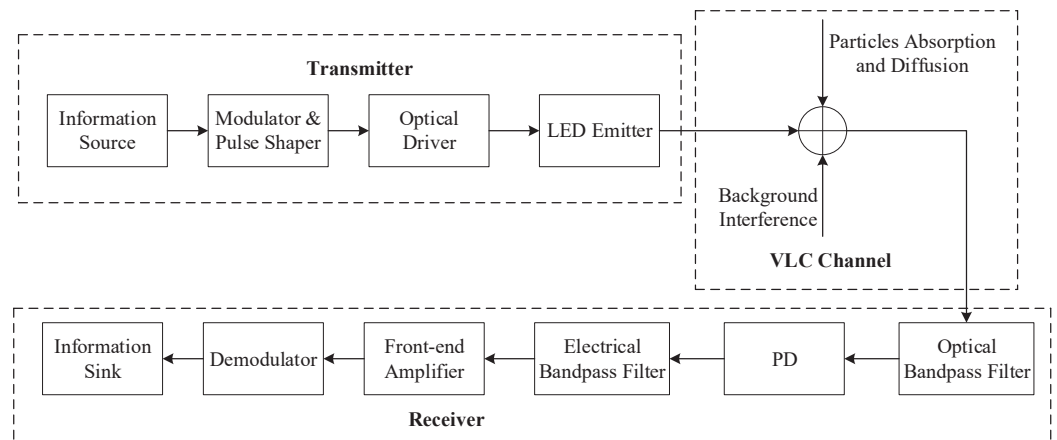 Transmitter
Information
Source
Modulator &
Pulse Shaper
Optical
Driver
LED Emitter
Particles Absorption
and Diffusion
Background
Interference
VLC Channel
Information
Sink
Demodulator
Front-end
Amplifier
Electrical
Bandpass Filter
PD
Optical
Bandpass Filter
Receiver